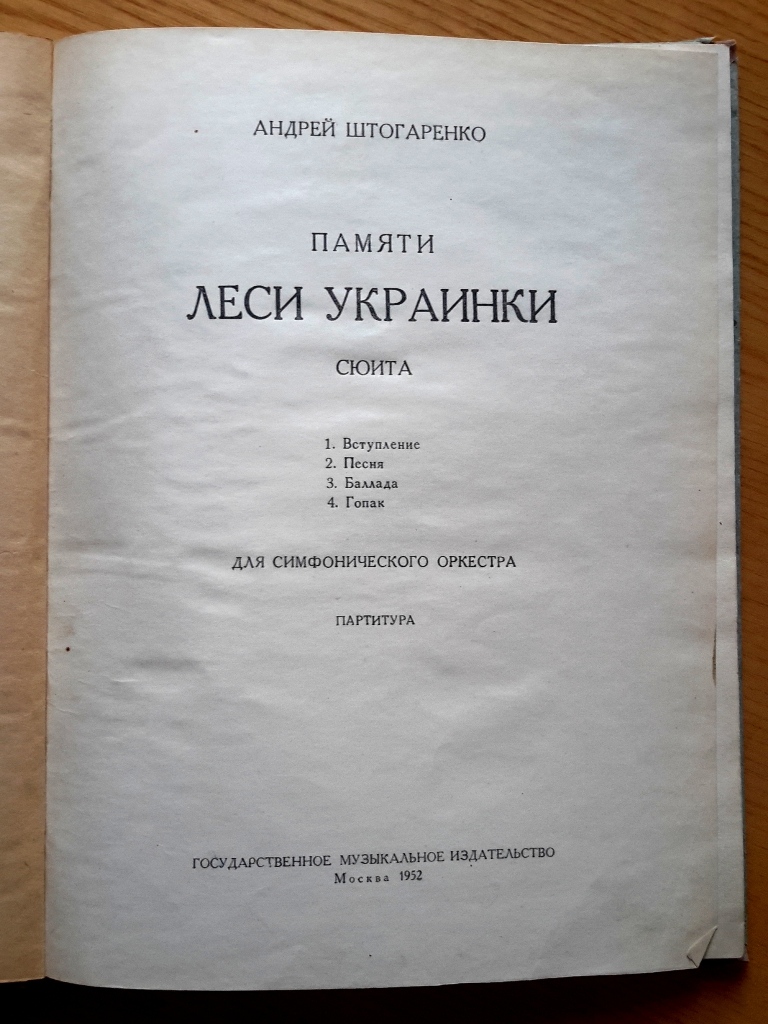 АНДРЕЙ ШТОГАРЕНКО
ПАМЯТИ
ЛЕСИ УКРАИНКИ
СЮИТА
1. Вступление
2. Песня
3. Баллада
4. Гопак
ДЛЯ СИМФОНИЧЕСКОГО ОРКЕСТРА
ПАРТИТУРА
ГОСУДАРСТВЕННОЕ МУЗЫКАЛЬНОЕ ИЗДАТЕЛЬСТВО
Москва 1952